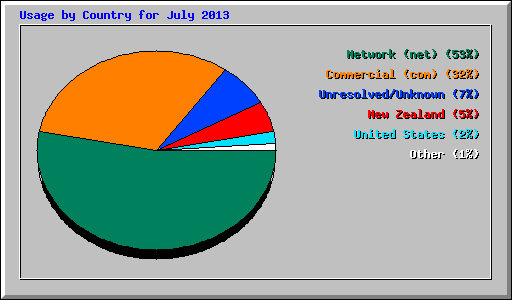 Usage by Country for July 2013
Network (net) (53%)
Commercial (com) (32%)
Unresolved/Unknown (7%)
New Zealand (5%)
United States (2%)
Other (1%)